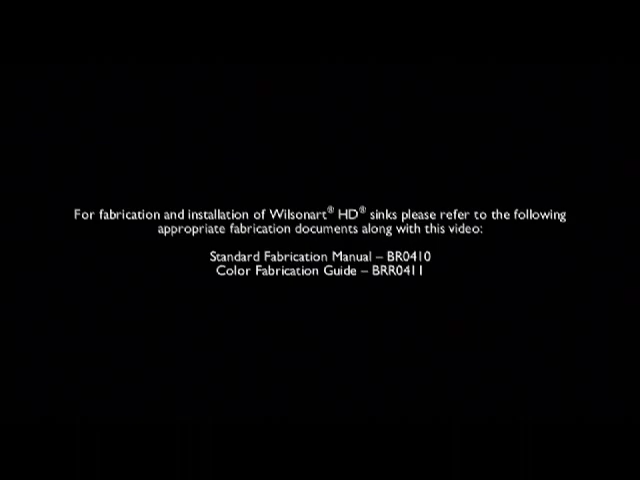 For fabrication and installation of Wilsonart® HD® sinks please refer to the following
appropriate fabrication documents along with this video:
Standard Fabrication Manual – BR0410
Color Fabrication Guide – BRR0411